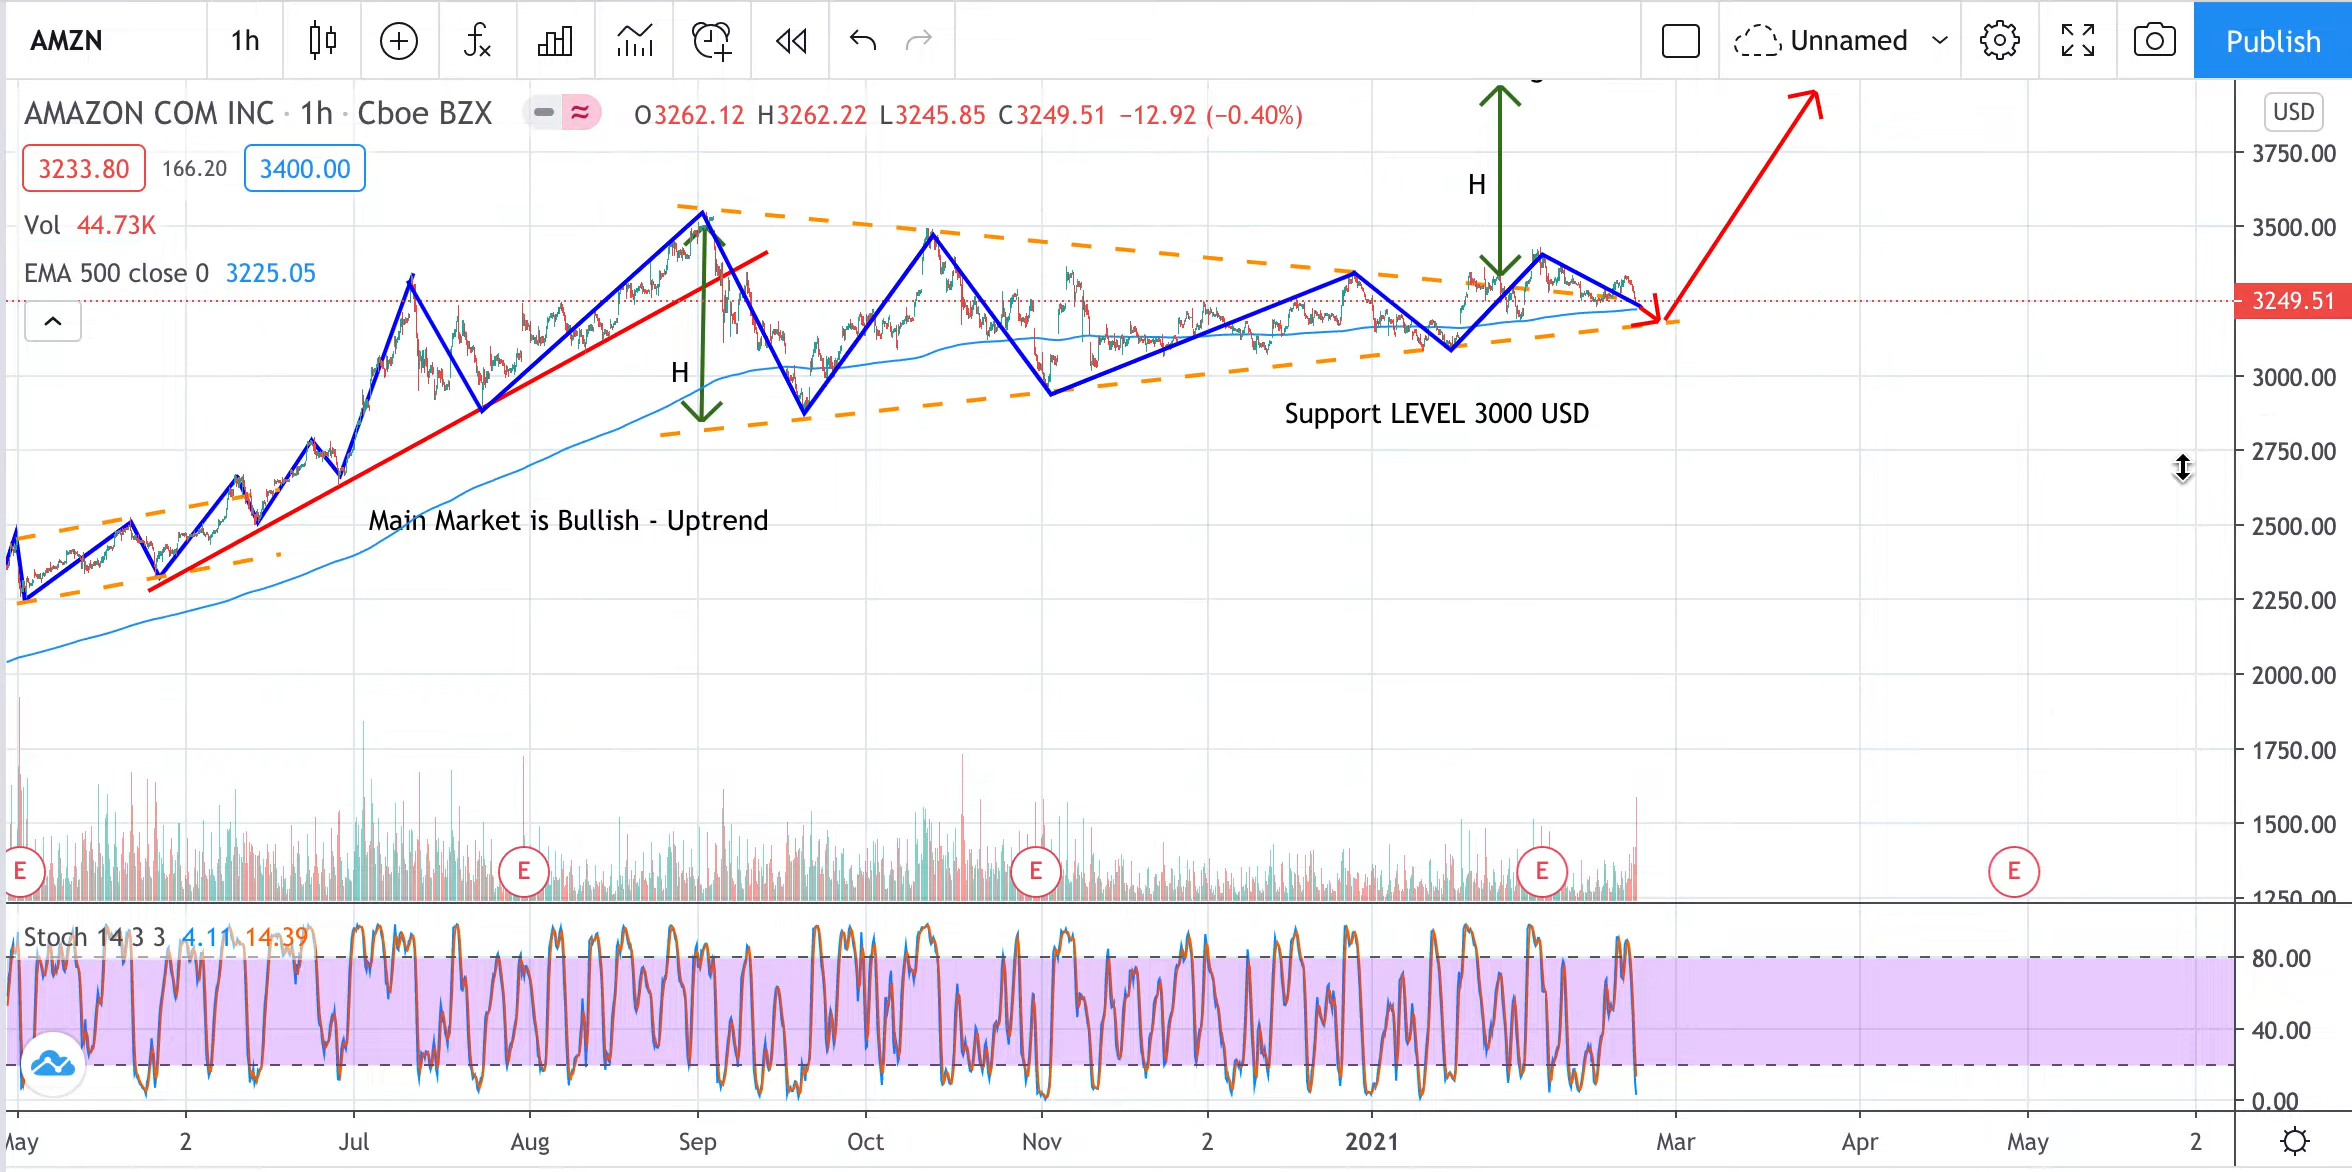 AMZN 1h Unnamed Publish
AMAZON COM INC · 1h · Cboe BZX O3262.12 H3262.22 L3245.85 C3249.51 −12.92 (−0.40%) USD
3233.80 166.20 3400.00
Vol 44.73K
EMA 500 close 0 3225.05
H
H
Support LEVEL 3000 USD
Main Market is Bullish - Uptrend
3750.00
3500.00
3249.51
3000.00
2750.00
2500.00
2250.00
2000.00
1750.00
1500.00
1250.00
E E E E E
Stoch 14 3 3 4.11 14.39
80.00
40.00
0.00
May 2 Jul Aug Sep Oct Nov 2 2021 Mar Apr May 2